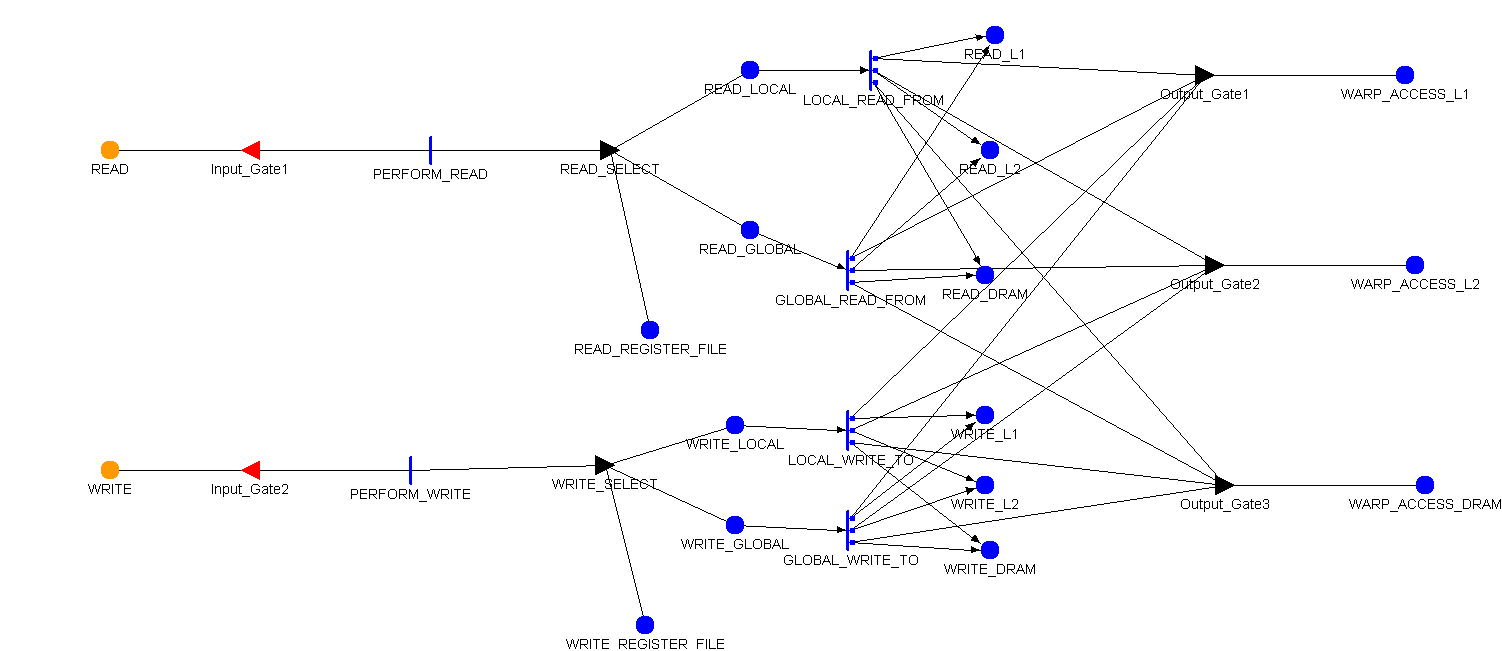 READ_L1
READ_LOCAL
LOCAL_READ_FROM
Output_Gate1
WARP_ACCESS_L1
READ
Input_Gate1
PERFORM_READ
READ_SELECT
READ_L2
READ_GLOBAL
GLOBAL_READ_FROM
READ_DRAM
Output_Gate2
WARP_ACCESS_L2
READ_REGISTER_FILE
WRITE_LOCAL
LOCAL_WRITE_TO
WRITE_L1
WRITE
Input_Gate2
PERFORM_WRITE
WRITE_SELECT
WRITE_L2
Output_Gate3
WARP_ACCESS_DRAM
WRITE_GLOBAL
GLOBAL_WRITE_TO
WRITE_DRAM
WRITE_REGISTER_FILE